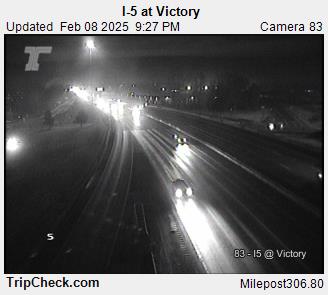 I-5 at Victory
Updated Feb 08 2025 9:27 PM Camera 83
T
S
83 - I5 @ Victory
TripCheck.com Milepost306.80